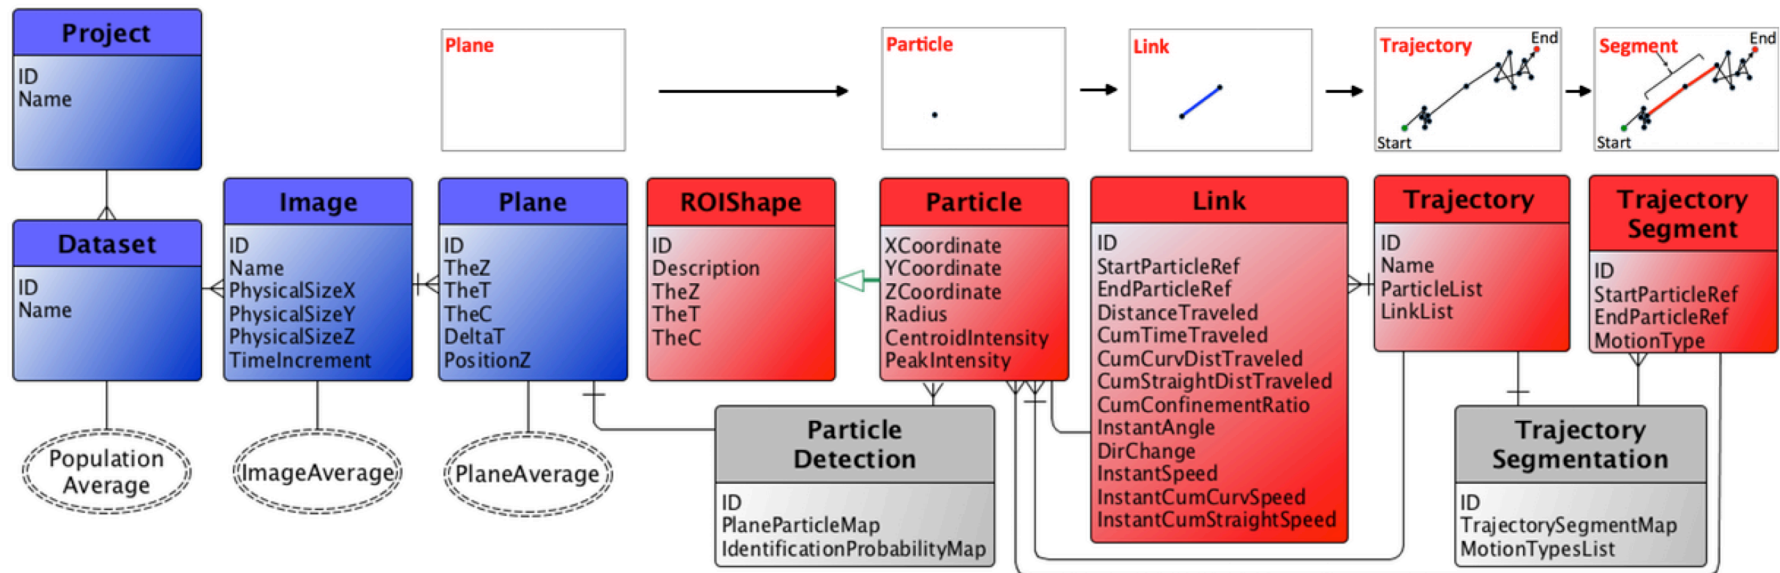 Project
ID
Name
Plane
Particle
Link
Trajectory
End
Start
Segment
End
Start
Dataset
ID
Name
Image
ID
Name
PhysicalSizeX
PhysicalSizeY
PhysicalSizeZ
TimeIncrement
Plane
ID
TheZ
TheT
TheC
DeltaT
PositionZ
ROIShape
ID
Description
TheZ
TheT
TheC
Particle
XCoordinate
YCoordinate
ZCoordinate
Radius
CentroidIntensity
PeakIntensity
Link
ID
StartParticleRef
EndParticleRef
DistanceTraveled
CumTimeTraveled
CumCurvDistTraveled
CumStraightDistTraveled
CumConfinementRatio
InstantAngle
DirChange
InstantSpeed
InstantCumCurvSpeed
InstantCumStraightSpeed
Trajectory
ID
Name
ParticleList
LinkList
Trajectory
Segment
ID
StartParticleRef
EndParticleRef
MotionType
Population
Average
ImageAverage
PlaneAverage
Particle
Detection
ID
PlaneParticleMap
IdentificationProbabilityMap
Trajectory
Segmentation
ID
TrajectorySegmentMap
MotionTypesList